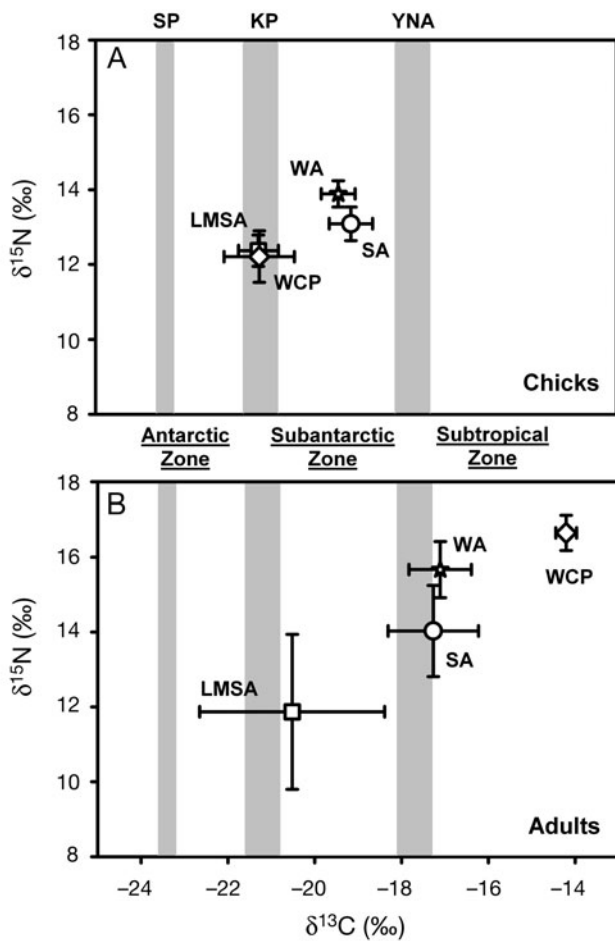 SP KP YNA
18
A
16
WA
14
LMSA
SA
12
WCP
10
Chicks
8
δ15N (‰)
Antarctic Zone
Subantarctic Zone
Subtropical Zone
18
B
16
WA
WCP
14
SA
LMSA
12
10
Adults
8
δ15N (‰)
–24 –22 –20 –18 –16 –14
δ13C (‰)